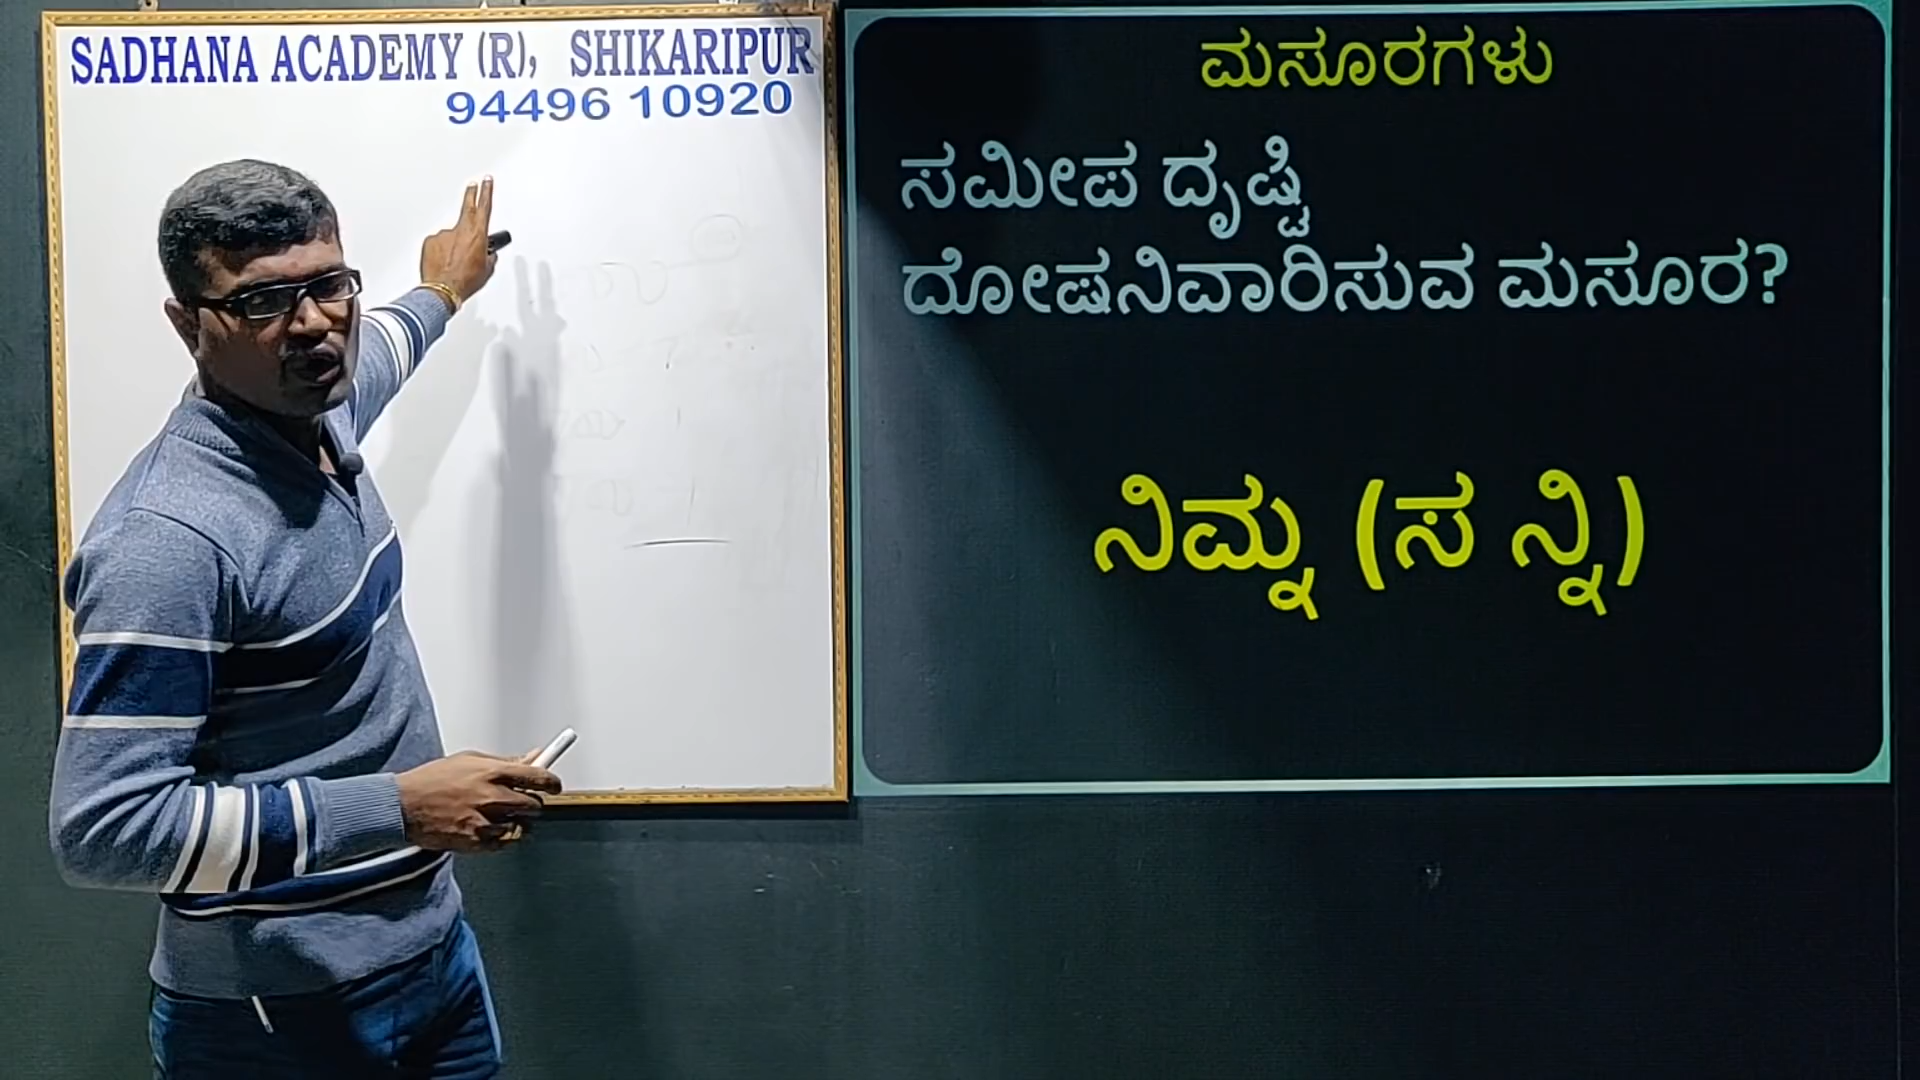 SADHANA ACADEMY (R), SHIKARIPUR
94496 10920
ಮಸೂರಗಳು
ಸಮೀಪ ದೃಷ್ಟಿ
ದೋಷನಿವಾರಿಸುವ ಮಸೂರ?
ನಿಮ್ನ (ಸ ನ್ನಿ)